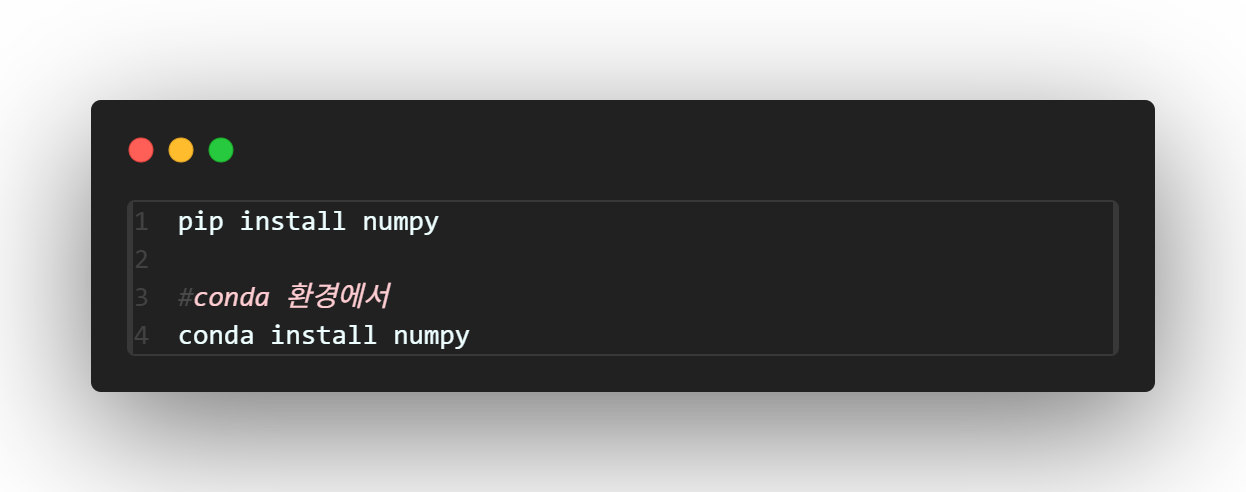 1 pip install numpy
2
3 #conda 환경에서
4 conda install numpy